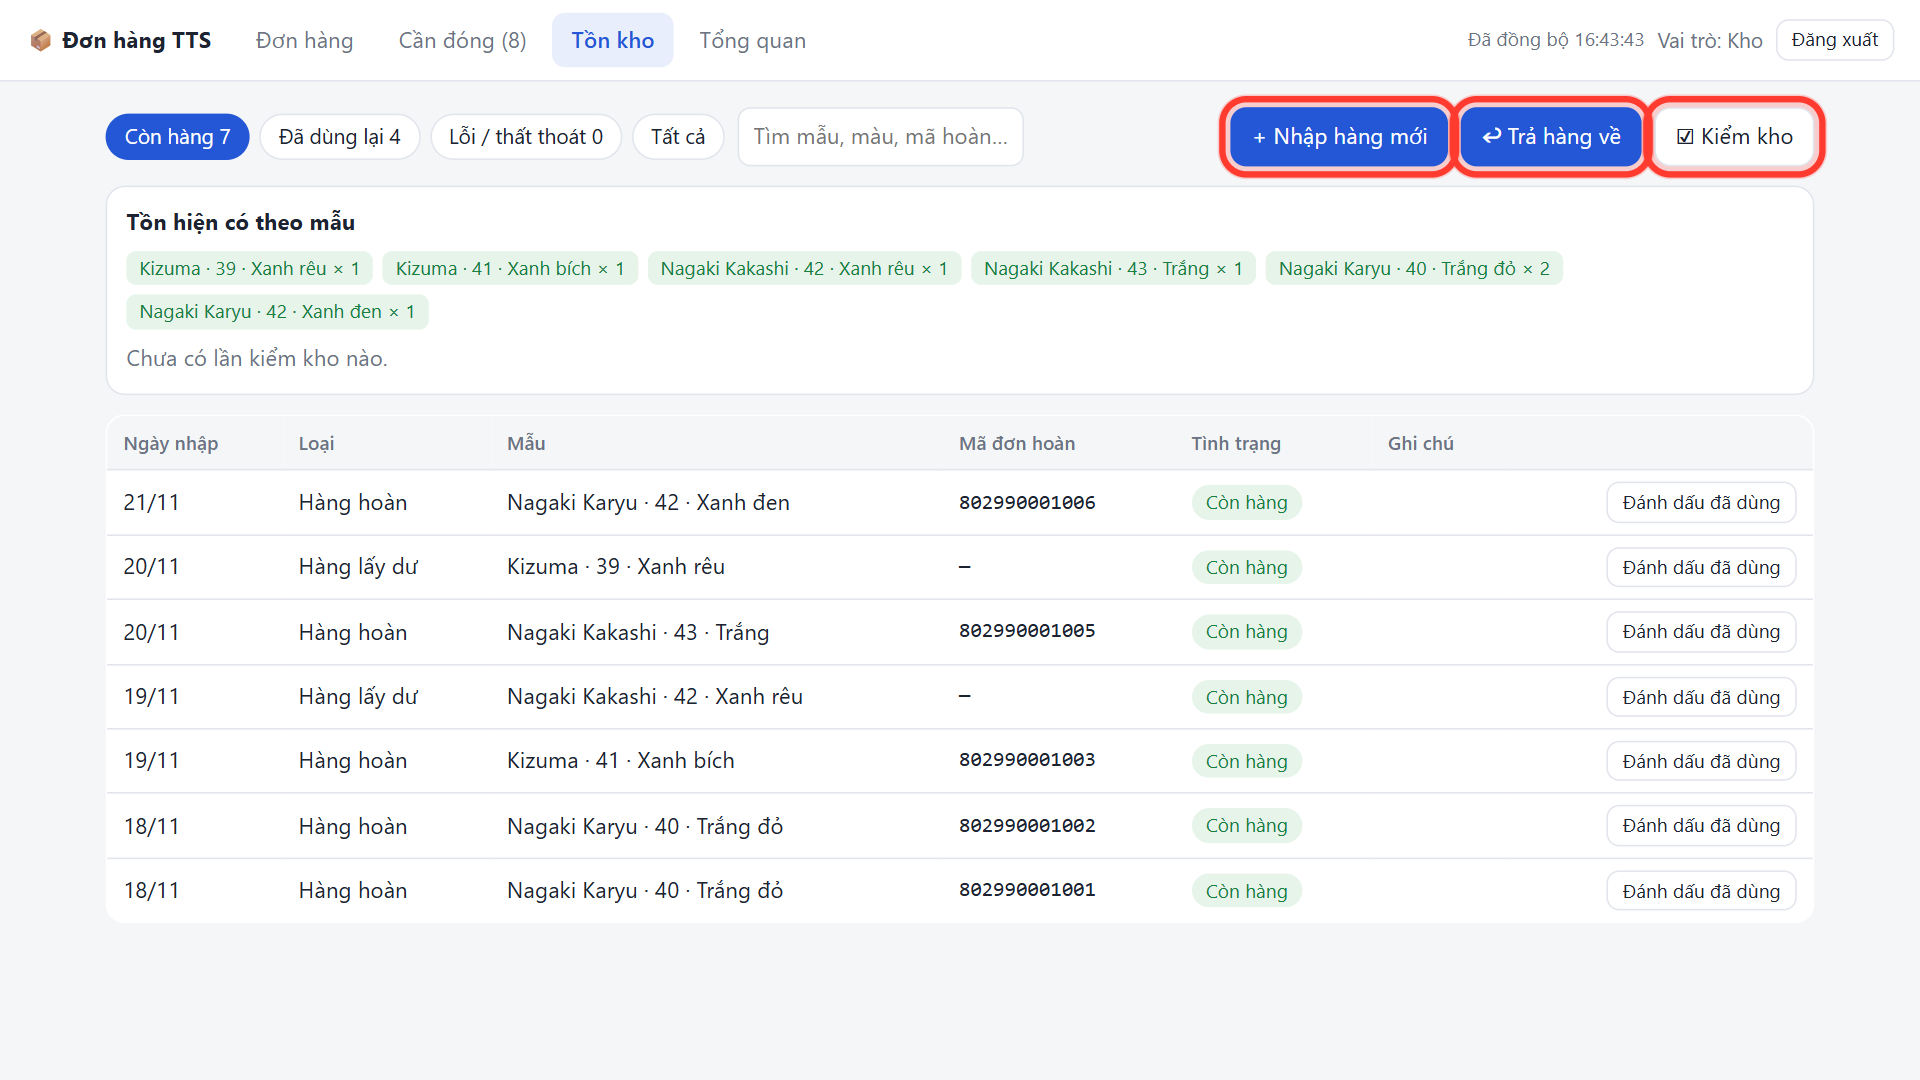 📦 Đơn hàng TTS Đơn hàng Cần đóng (8) Tồn kho Tổng quan Đã đồng bộ 16:43:43 Vai trò: Kho Đăng xuất
Còn hàng 7 Đã dùng lại 4 Lỗi / thất thoát 0 Tất cả Tìm mẫu, màu, mã hoàn... + Nhập hàng mới ↩ Trả hàng về ☑ Kiểm kho
Tồn hiện có theo mẫu
Kizuma · 39 · Xanh rêu × 1 Kizuma · 41 · Xanh bích × 1 Nagaki Kakashi · 42 · Xanh rêu × 1 Nagaki Kakashi · 43 · Trắng × 1 Nagaki Karyu · 40 · Trắng đỏ × 2
Nagaki Karyu · 42 · Xanh đen × 1
Chưa có lần kiểm kho nào.
Ngày nhập Loại Mẫu Mã đơn hoàn Tình trạng Ghi chú
21/11 Hàng hoàn Nagaki Karyu · 42 · Xanh đen 802990001006 Còn hàng Đánh dấu đã dùng
20/11 Hàng lấy dư Kizuma · 39 · Xanh rêu — Còn hàng Đánh dấu đã dùng
20/11 Hàng hoàn Nagaki Kakashi · 43 · Trắng 802990001005 Còn hàng Đánh dấu đã dùng
19/11 Hàng lấy dư Nagaki Kakashi · 42 · Xanh rêu — Còn hàng Đánh dấu đã dùng
19/11 Hàng hoàn Kizuma · 41 · Xanh bích 802990001003 Còn hàng Đánh dấu đã dùng
18/11 Hàng hoàn Nagaki Karyu · 40 · Trắng đỏ 802990001002 Còn hàng Đánh dấu đã dùng
18/11 Hàng hoàn Nagaki Karyu · 40 · Trắng đỏ 802990001001 Còn hàng Đánh dấu đã dùng